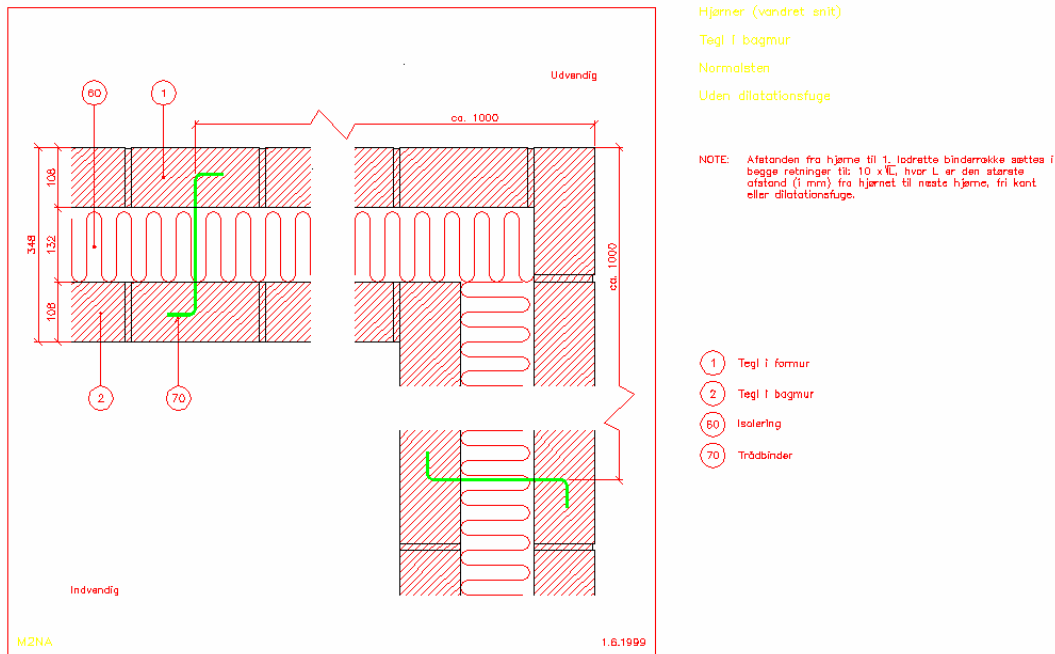 Hjørner (vandret snit)
Tegl i bagmur
Normalsten
Uden dilatationsfuge
Udvendig
60
1
ca. 1000
NOTE: Afstanden fra hjørne til 1. lodrette binderrække sættes i
begge retninger til: 10 x √L, hvor L er den største
afstand (i mm) fra hjørnet til næste hjørne, fri kant
eller dilatationsfuge.
108
348
132
ca. 1000
108
2
70
1 Tegl i formur
2 Tegl i bagmur
60 Isolering
70 Trådbinder
Indvendig
M2NA
1.6.1999